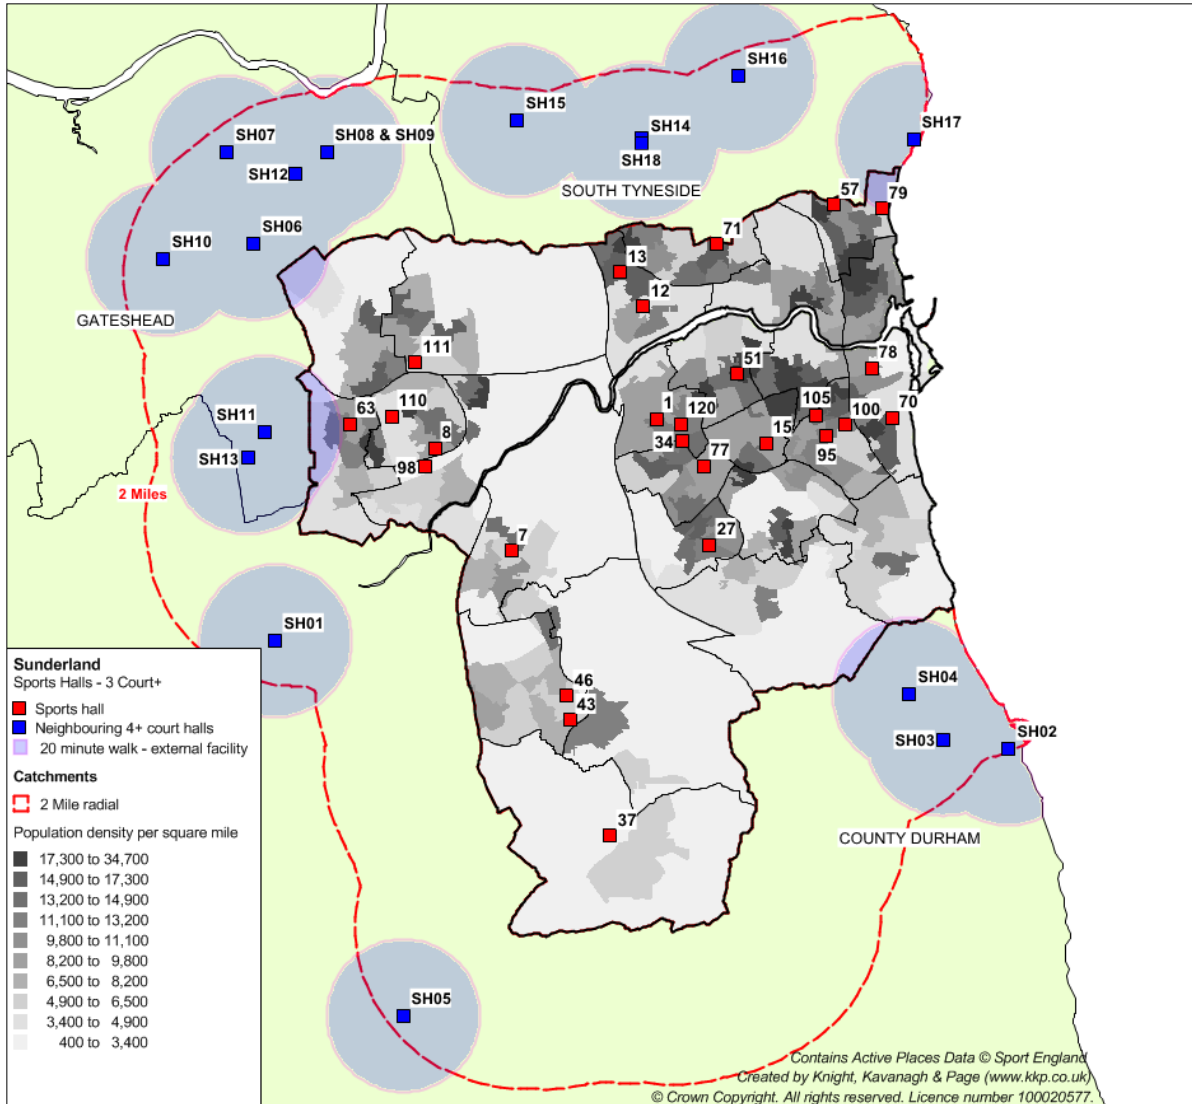 SH16
SH15
SH17
SH14
SH07
SH08 & SH09
SH18
SH12
SOUTH TYNESIDE
57
79
SH10
SH06
71
13
12
GATESHEAD
111
51
78
63
110
1
120
105
100
70
SH11
8
34
15
95
SH13
98
77
2 Miles
7
27
SH01
46
43
SH04
SH03
SH02
37
COUNTY DURHAM
SH05
Sunderland
Sports Halls - 3 Court+
Sports hall
Neighbouring 4+ court halls
20 minute walk - external facility
Catchments
2 Mile radial
Population density per square mile
17,300 to 34,700
14,900 to 17,300
13,200 to 14,900
11,100 to 13,200
9,800 to 11,100
8,200 to 9,800
6,500 to 8,200
4,900 to 6,500
3,400 to 4,900
400 to 3,400
Contains Active Places Data © Sport England
Created by Knight, Kavanagh & Page (www.kkp.co.uk)
© Crown Copyright. All rights reserved. Licence number 100020577.